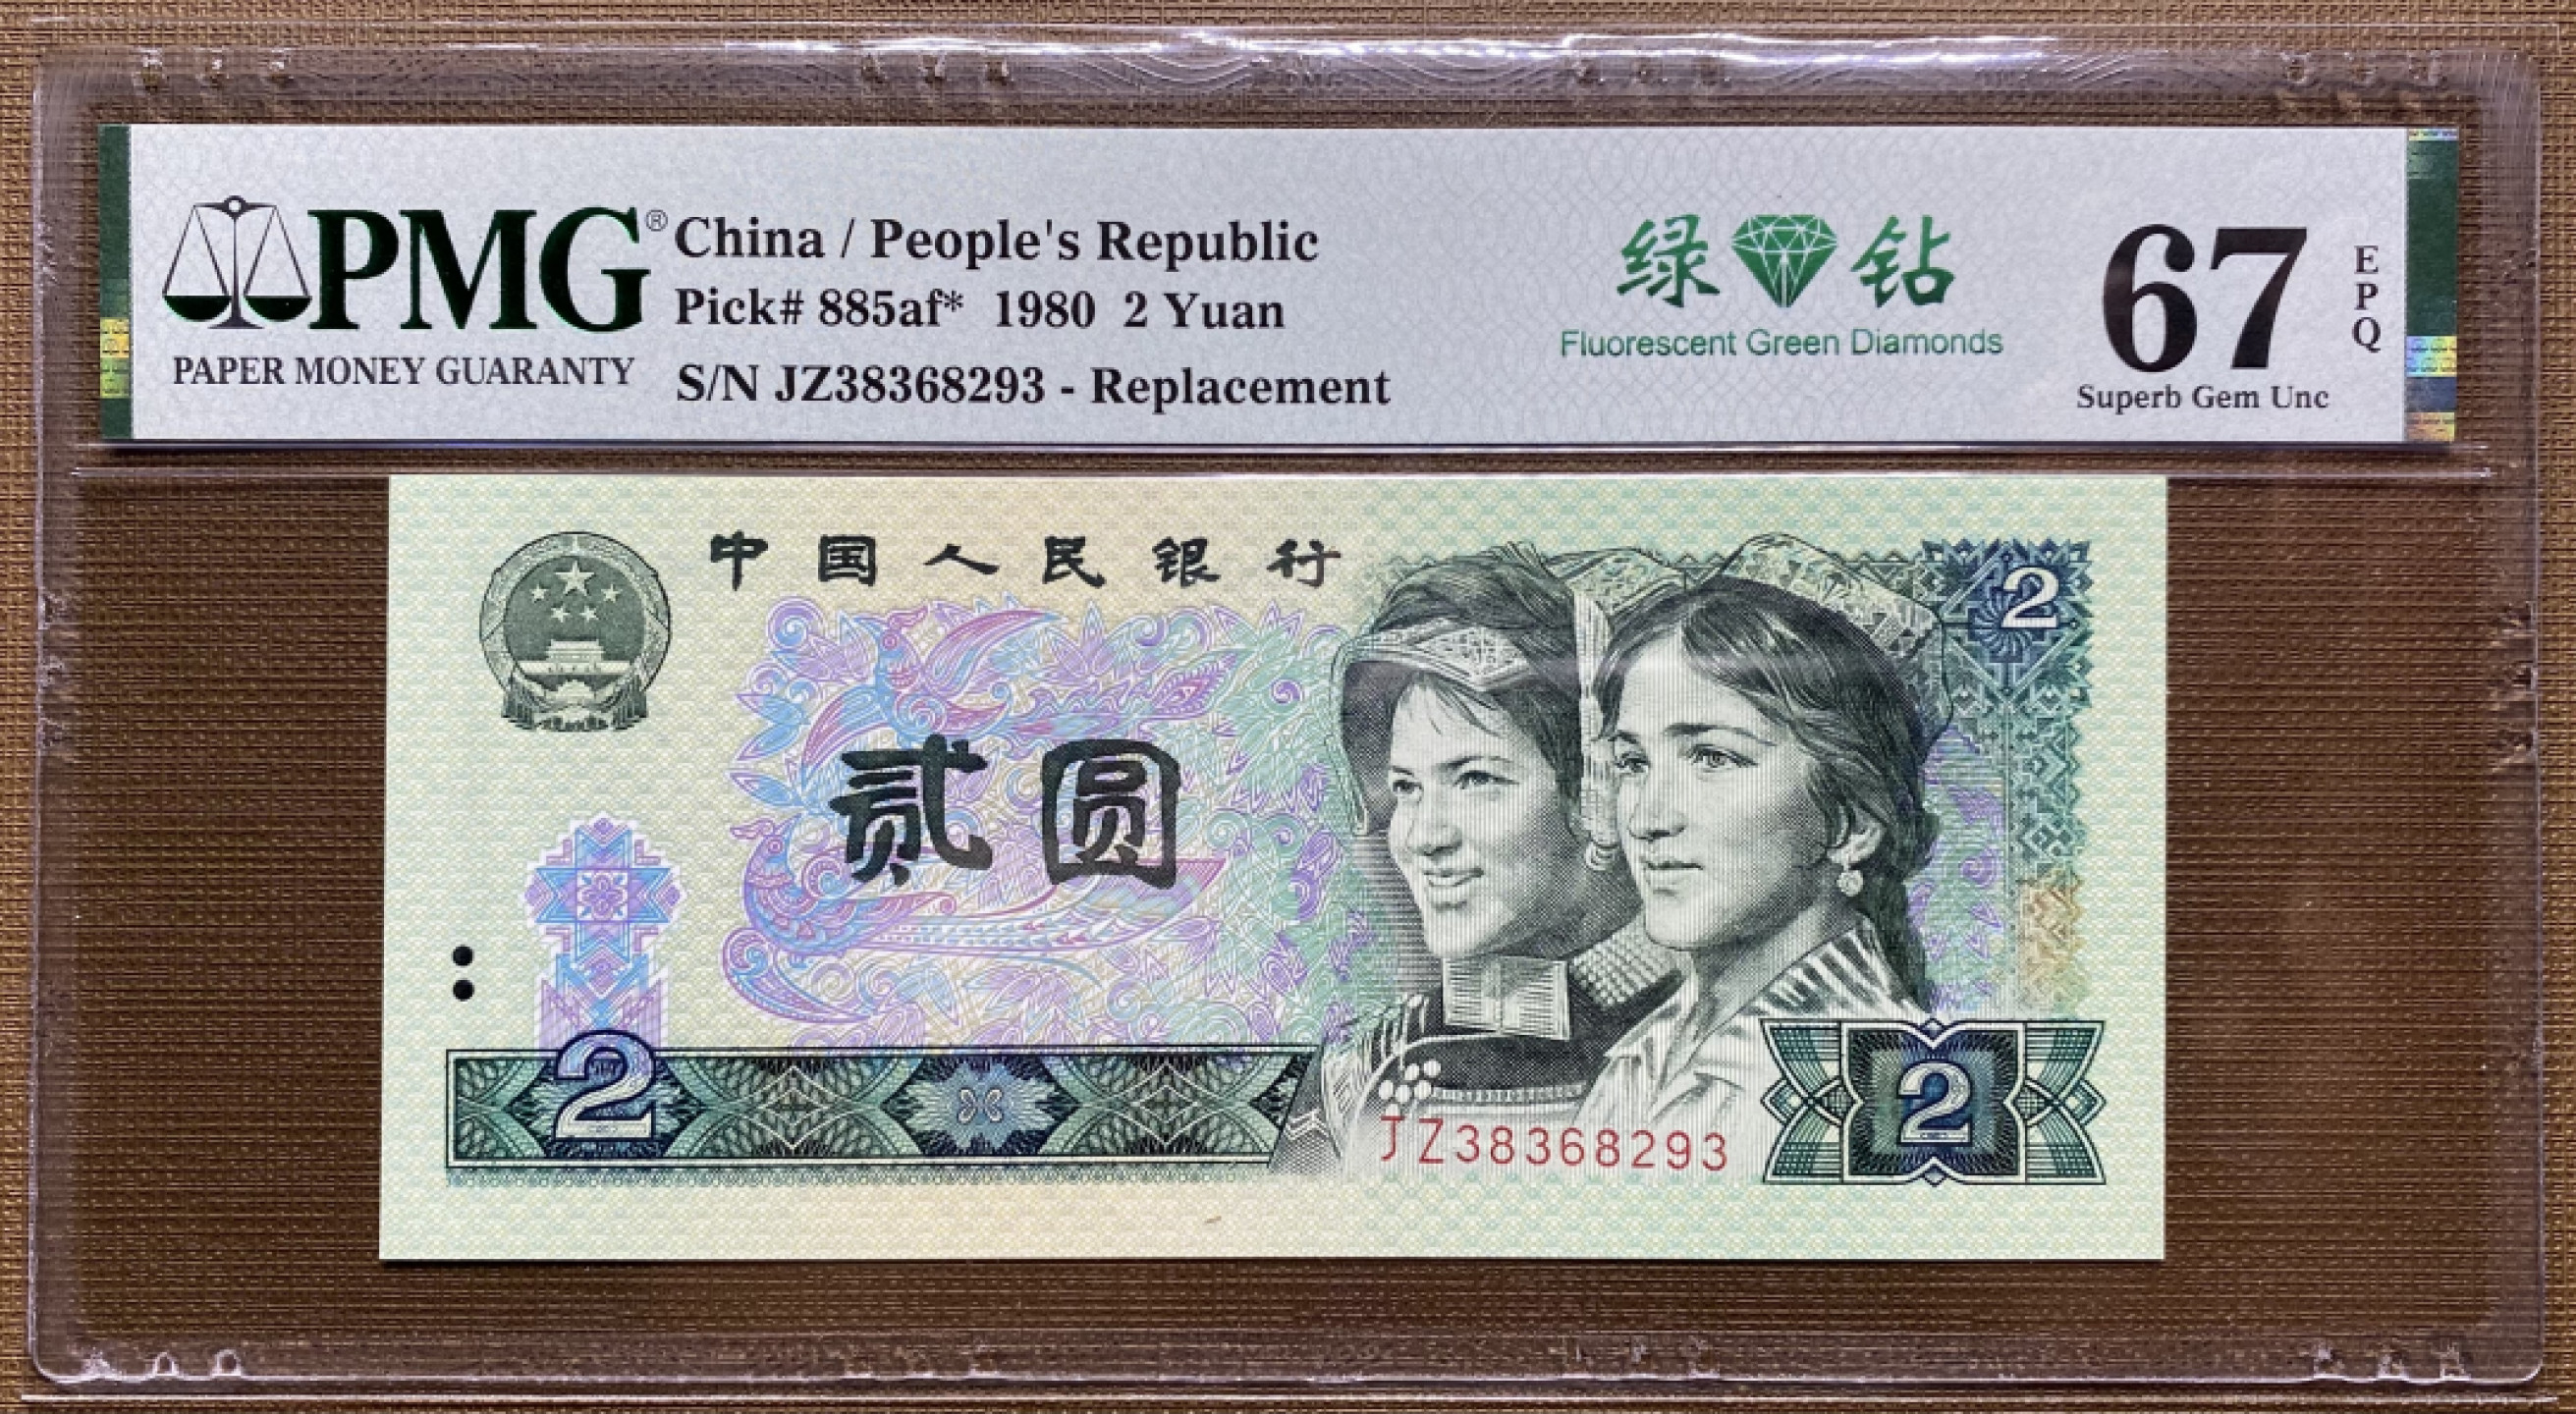 PMG®
PAPER MONEY GUARANTY
China / People's Republic
Pick# 885af* 1980 2 Yuan
S/N JZ38368293 - Replacement
绿 钻
Fluorescent Green Diamonds
67
EPQ
Superb Gem Unc
中国人民银行
2
贰圆
2
JZ38368293
2